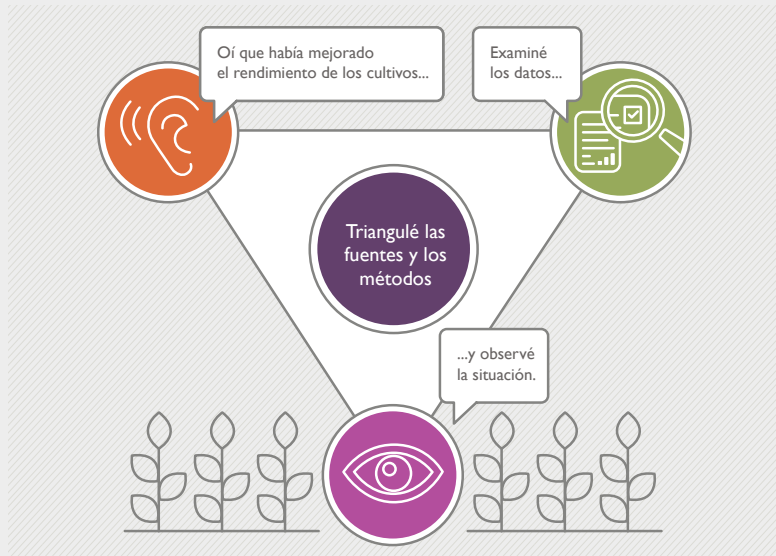 Oí que había mejorado
el rendimiento de los cultivos...
Examiné
los datos...
Triangulé las
fuentes y los
métodos
...y observé
la situación.